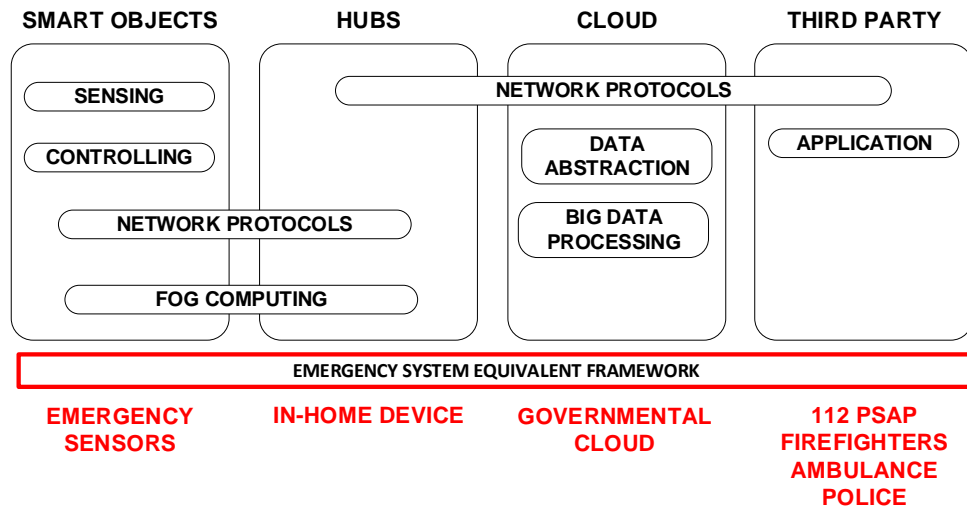 SMART OBJECTS
HUBS
CLOUD
THIRD PARTY
SENSING
NETWORK PROTOCOLS
CONTROLLING
DATA
ABSTRACTION
APPLICATION
NETWORK PROTOCOLS
BIG DATA
PROCESSING
FOG COMPUTING
EMERGENCY SYSTEM EQUIVALENT FRAMEWORK
EMERGENCY
SENSORS
IN-HOME DEVICE
GOVERNMENTAL
CLOUD
112 PSAP
FIREFIGHTERS
AMBULANCE
POLICE